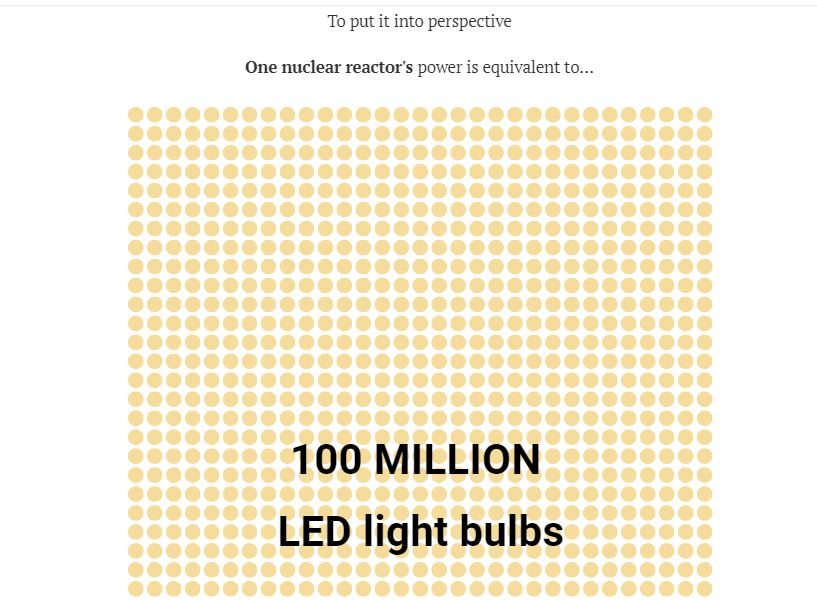 To put it into perspective
One nuclear reactor's power is equivalent to...
100 MILLION
LED light bulbs